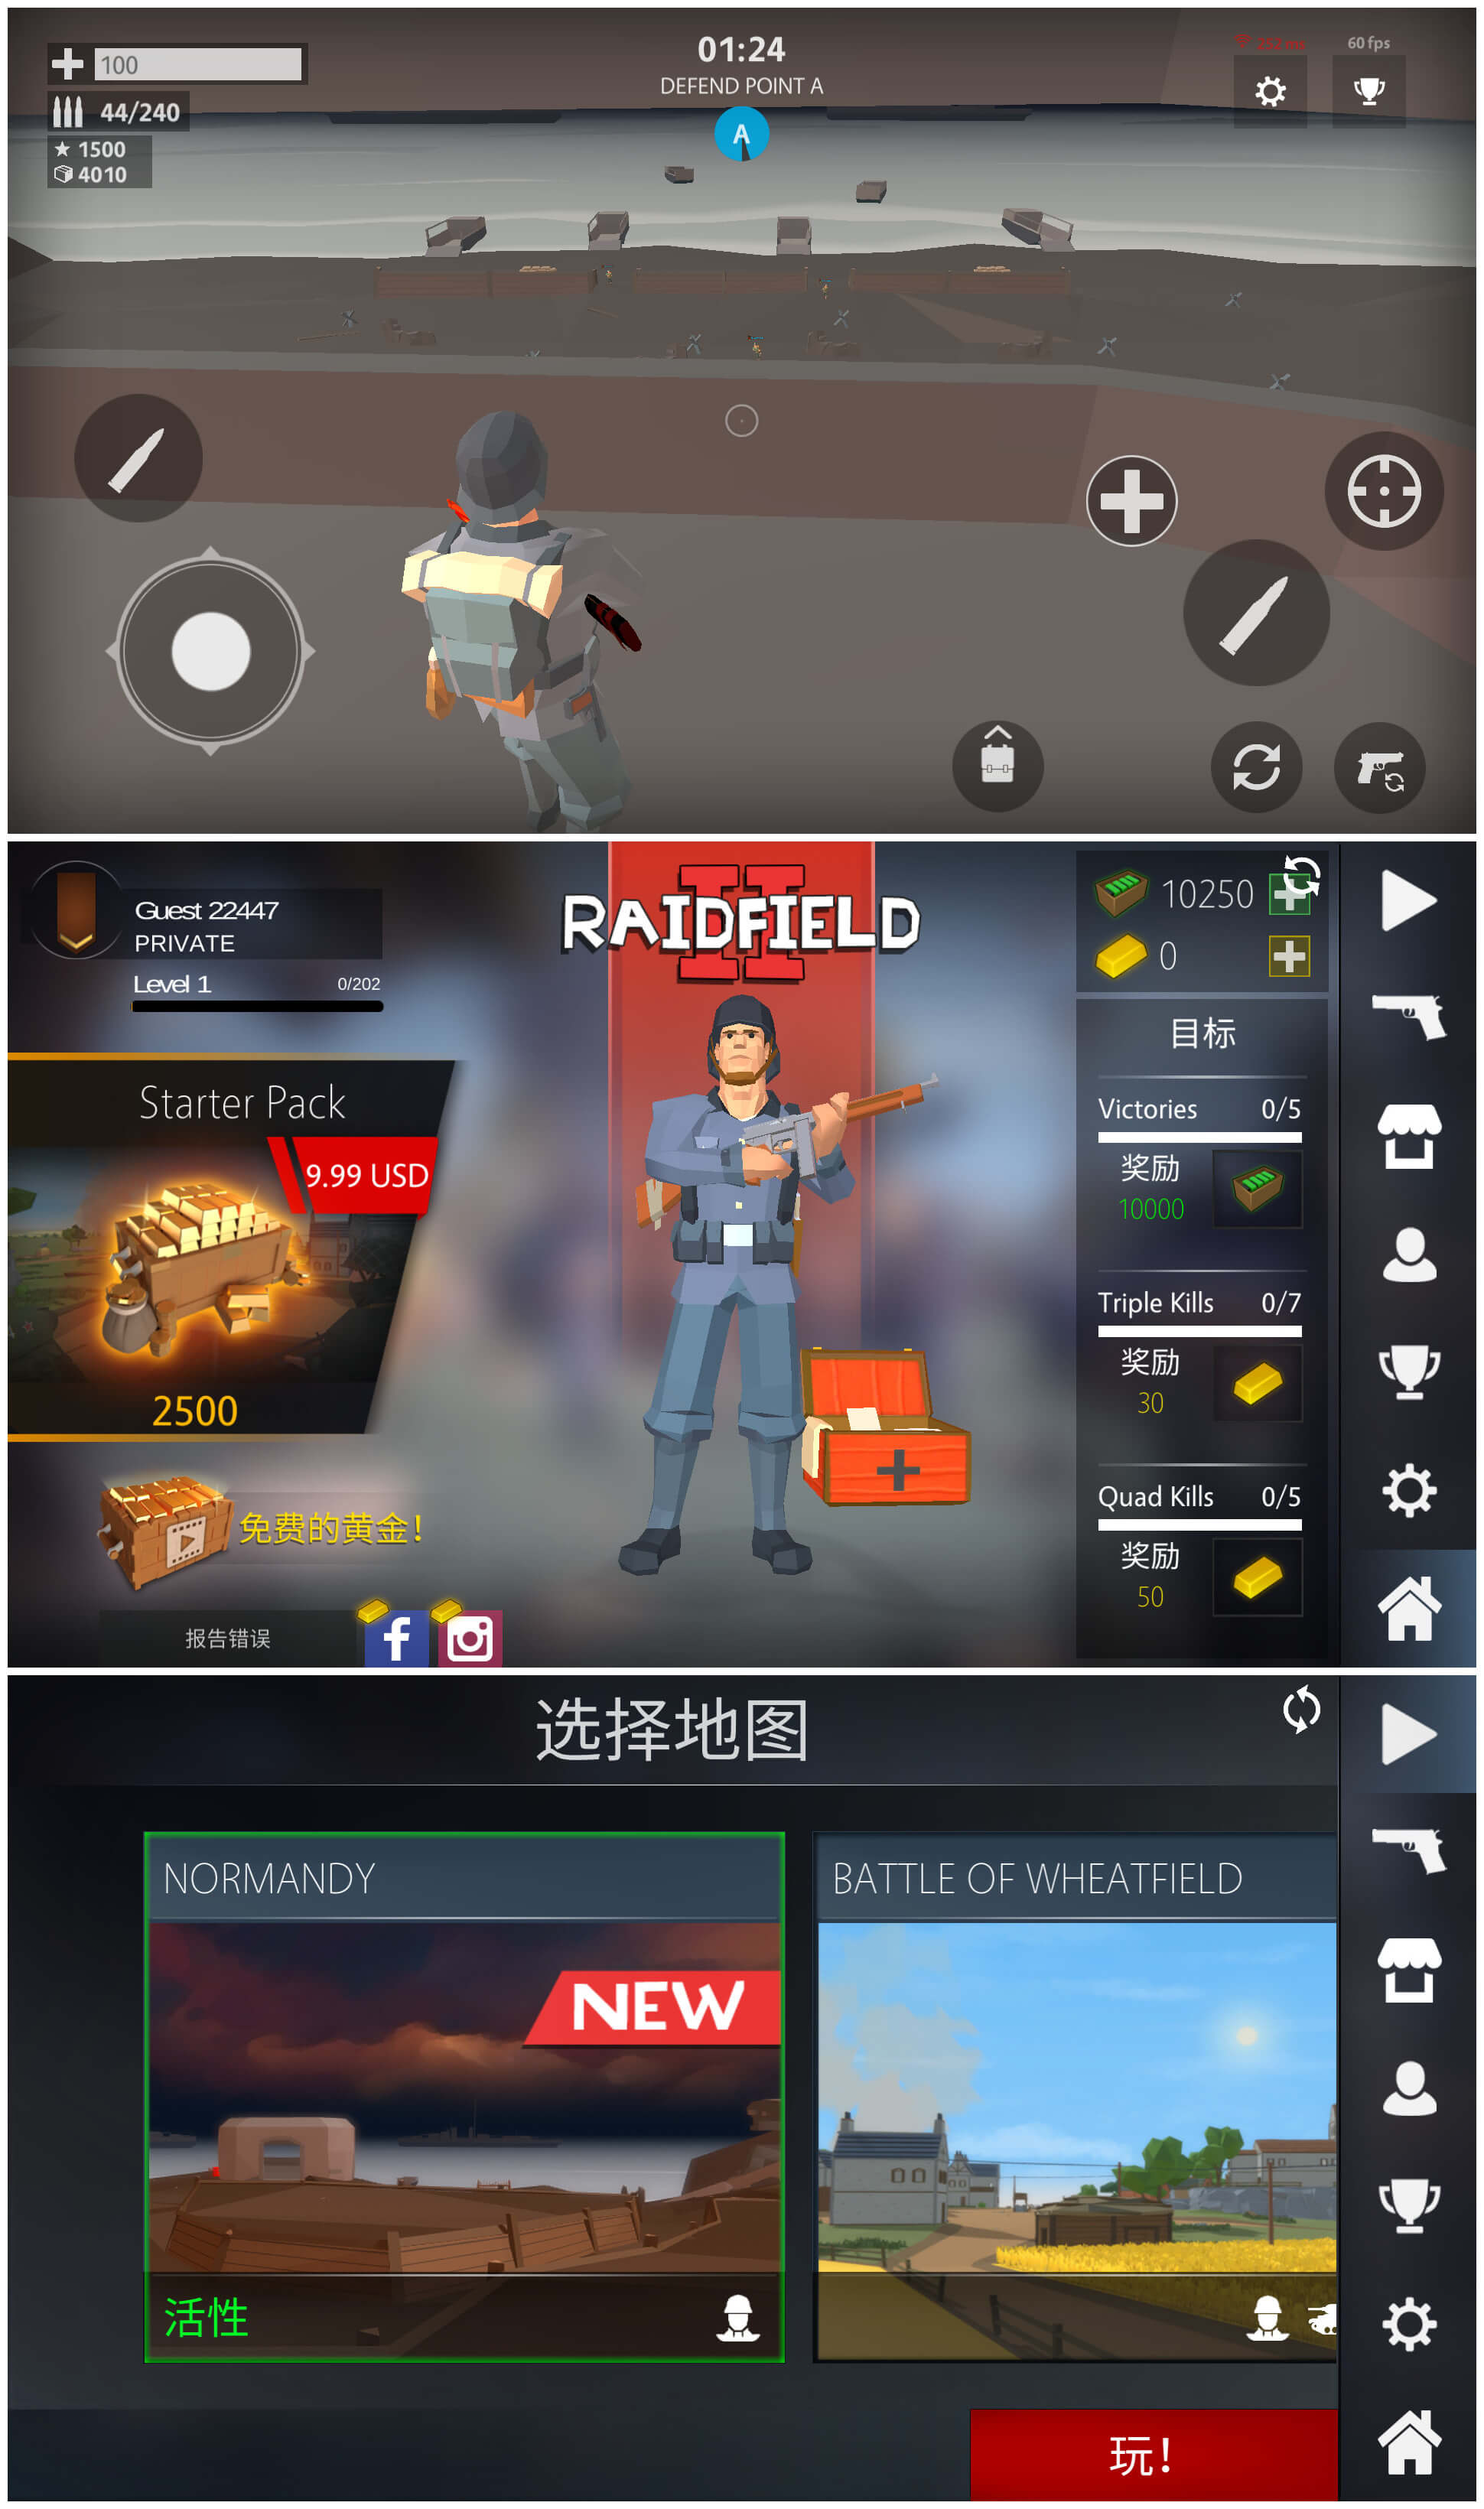 100
01:24
DEFEND POINT A
A
60 fps
44/240
1500
4010
Guest 22447
PRIVATE
Level 1
0/202
RAIDFIELD
II
10250
0
Starter Pack
9.99 USD
2500
免费的黄金!
报告错误
目标
Victories 0/5
奖励
10000
Triple Kills 0/7
奖励
30
Quad Kills 0/5
奖励
50
选择地图
NORMANDY
NEW
活性
BATTLE OF WHEATFIELD
玩!